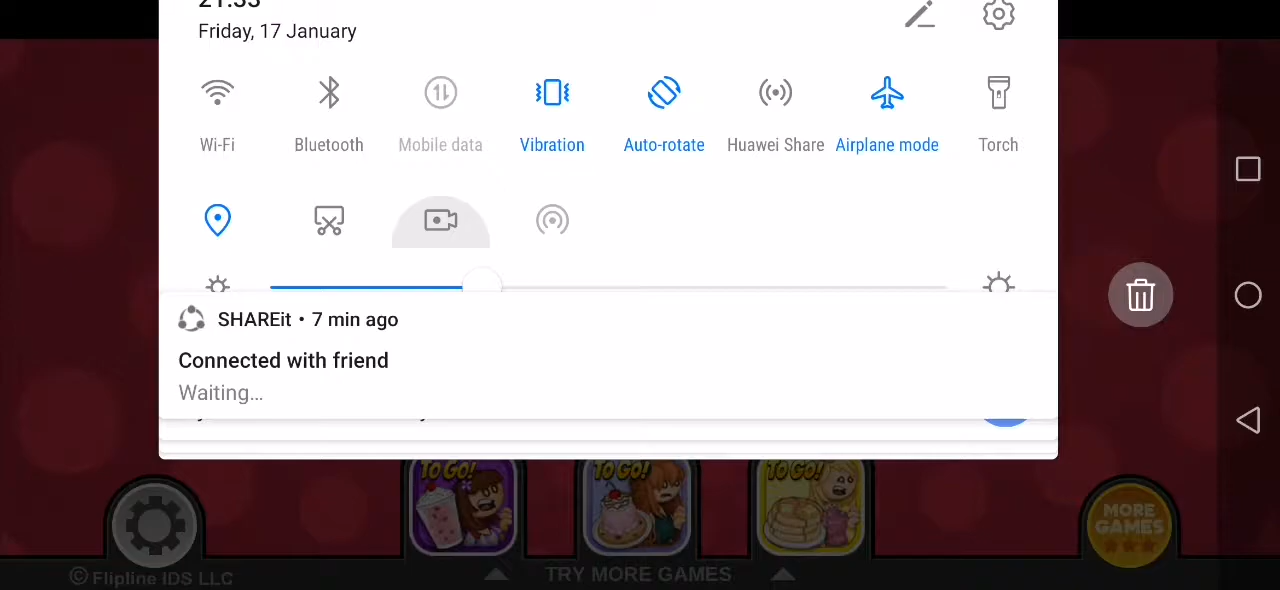 21:33
Friday, 17 January
Wi-Fi
Bluetooth
Mobile data
Vibration
Auto-rotate
Huawei Share
Airplane mode
Torch
SHAREit • 7 min ago
Connected with friend
Waiting...
TO GO!
TO GO!
TO GO!
MORE
GAMES
© Flipline IDS LLC
TRY MORE GAMES